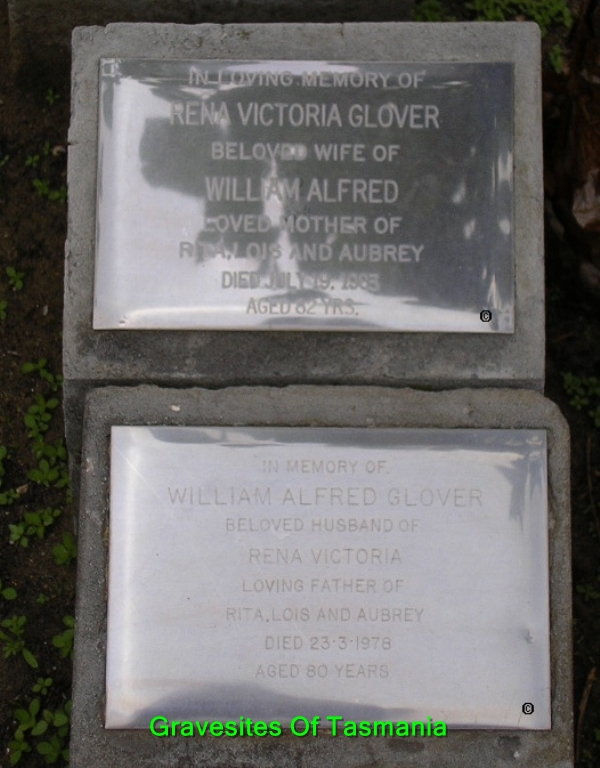 IN LOVING MEMORY OF
RENA VICTORIA GLOVER
BELOVED WIFE OF
WILLIAM ALFRED
LOVED MOTHER OF
RITA, LOIS AND AUBREY
DIED JULY 19, 1983
AGED 82 YRS.
©
IN MEMORY OF
WILLIAM ALFRED GLOVER
BELOVED HUSBAND OF
RENA VICTORIA
LOVING FATHER OF
RITA, LOIS AND AUBREY
DIED 23·3·1978
AGED 80 YEARS
©
Gravesites Of Tasmania